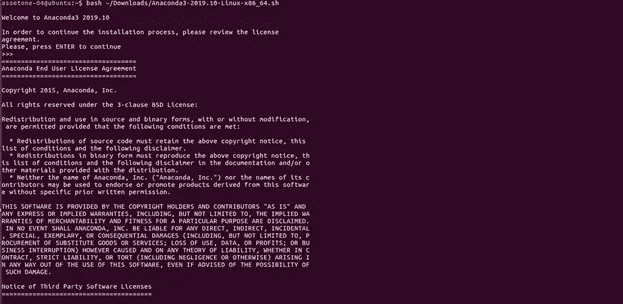 assetone-04@ubuntu:~$ bash ~/Downloads/Anaconda3-2019.10-Linux-x86_64.sh
Welcome to Anaconda3 2019.10
In order to continue the installation process, please review the license
agreement.
Please, press ENTER to continue
>>>
===================================
Anaconda End User License Agreement
===================================
Copyright 2015, Anaconda, Inc.
All rights reserved under the 3-clause BSD License:
Redistribution and use in source and binary forms, with or without modification,
are permitted provided that the following conditions are met:
* Redistributions of source code must retain the above copyright notice, this
list of conditions and the following disclaimer.
* Redistributions in binary form must reproduce the above copyright notice, th
is list of conditions and the following disclaimer in the documentation and/or o
ther materials provided with the distribution.
* Neither the name of Anaconda, Inc. ("Anaconda, Inc.") nor the names of its c
ontributors may be used to endorse or promote products derived from this softwar
e without specific prior written permission.
THIS SOFTWARE IS PROVIDED BY THE COPYRIGHT HOLDERS AND CONTRIBUTORS "AS IS" AND
ANY EXPRESS OR IMPLIED WARRANTIES, INCLUDING, BUT NOT LIMITED TO, THE IMPLIED WA
RRANTIES OF MERCHANTABILITY AND FITNESS FOR A PARTICULAR PURPOSE ARE DISCLAIMED.
IN NO EVENT SHALL ANACONDA, INC. BE LIABLE FOR ANY DIRECT, INDIRECT, INCIDENTAL
, SPECIAL, EXEMPLARY, OR CONSEQUENTIAL DAMAGES (INCLUDING, BUT NOT LIMITED TO, P
ROCUREMENT OF SUBSTITUTE GOODS OR SERVICES; LOSS OF USE, DATA, OR PROFITS; OR BU
SINESS INTERRUPTION) HOWEVER CAUSED AND ON ANY THEORY OF LIABILITY, WHETHER IN C
ONTRACT, STRICT LIABILITY, OR TORT (INCLUDING NEGLIGENCE OR OTHERWISE) ARISING I
N ANY WAY OUT OF THE USE OF THIS SOFTWARE, EVEN IF ADVISED OF THE POSSIBILITY OF
SUCH DAMAGE.
Notice of Third Party Software Licenses
=======================================